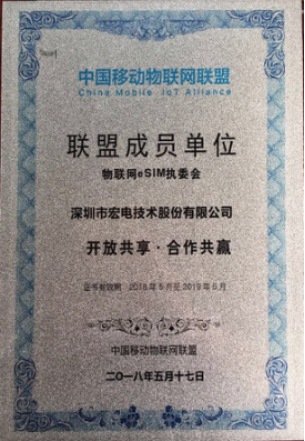 中国移动物联网联盟
China Mobile IoT Alliance
联盟成员单位
物联网eSIM执委会
深圳市宏电技术股份有限公司
开放共享·合作共赢
证书有效期 2018年5月至2019年5月
中国移动物联网联盟
二〇一八年五月十七日